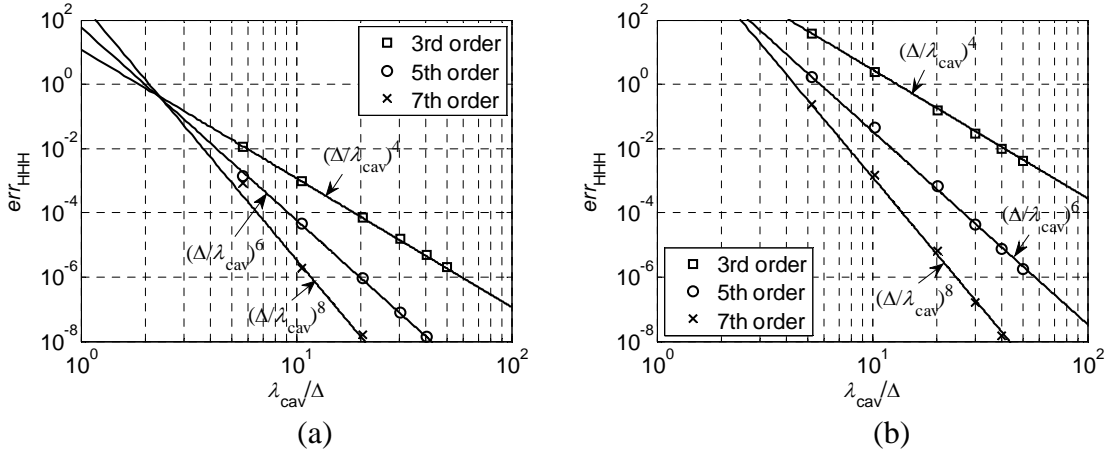 10^2
10^0
10^-2
10^-4
10^-6
10^-8
err_HHH
3rd order
5th order
7th order
(Δ/λ_cav)^4
(Δ/λ_cav)^6
(Δ/λ_cav)^8
10^0
10^1
10^2
λ_cav/Δ
(a)
10^2
10^0
10^-2
10^-4
10^-6
10^-8
err_HHH
(Δ/λ_cav)^4
(Δ/λ_cav)^6
(Δ/λ_cav)^8
3rd order
5th order
7th order
10^0
10^1
10^2
λ_cav/Δ
(b)